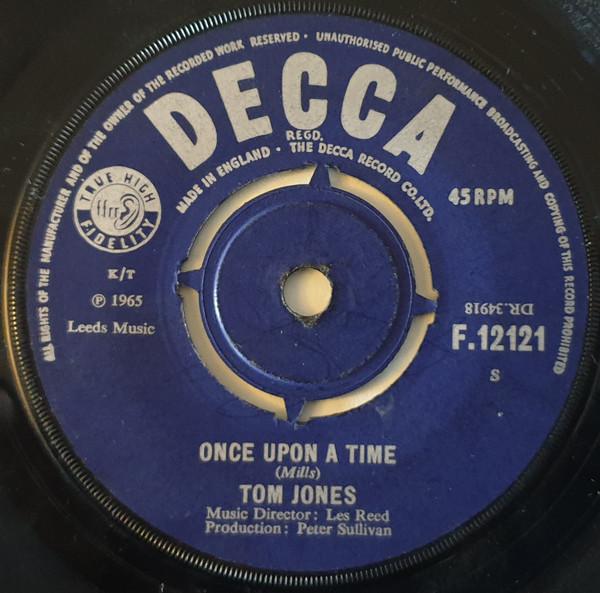 ALL RIGHTS OF THE MANUFACTURER AND OF THE OWNER OF THE RECORDED WORK RESERVED · UNAUTHORISED PUBLIC PERFORMANCE BROADCASTING AND COPYING OF THIS RECORD PROHIBITED
DECCA
REGD.
MADE IN ENGLAND · THE DECCA RECORD CO. LTD.
TRUE HIGH
ffrr
FIDELITY
45 RPM
K/T
Ⓟ 1965
Leeds Music
DR.34918
F.12121
S
ONCE UPON A TIME
(Mills)
TOM JONES
Music Director: Les Reed
Production: Peter Sullivan